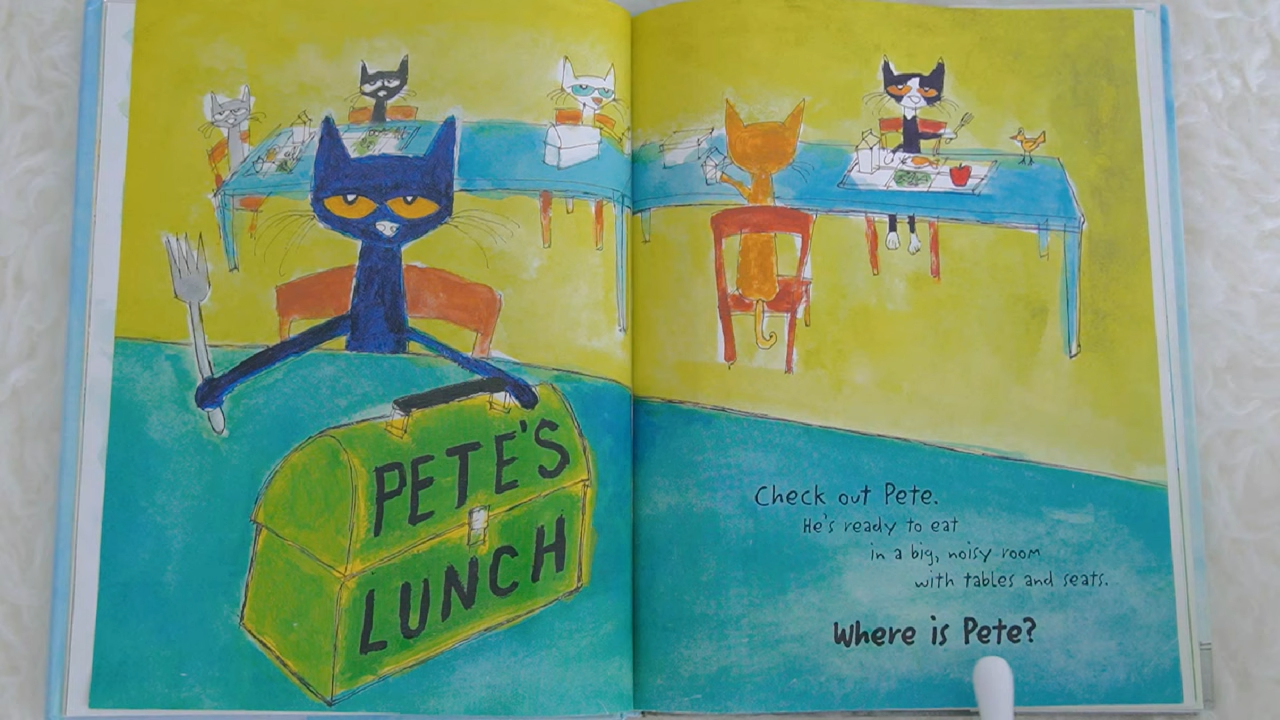 PETE'S
LUNCH
Check out Pete.
He's ready to eat
in a big, noisy room
with tables and seats.
Where is Pete?